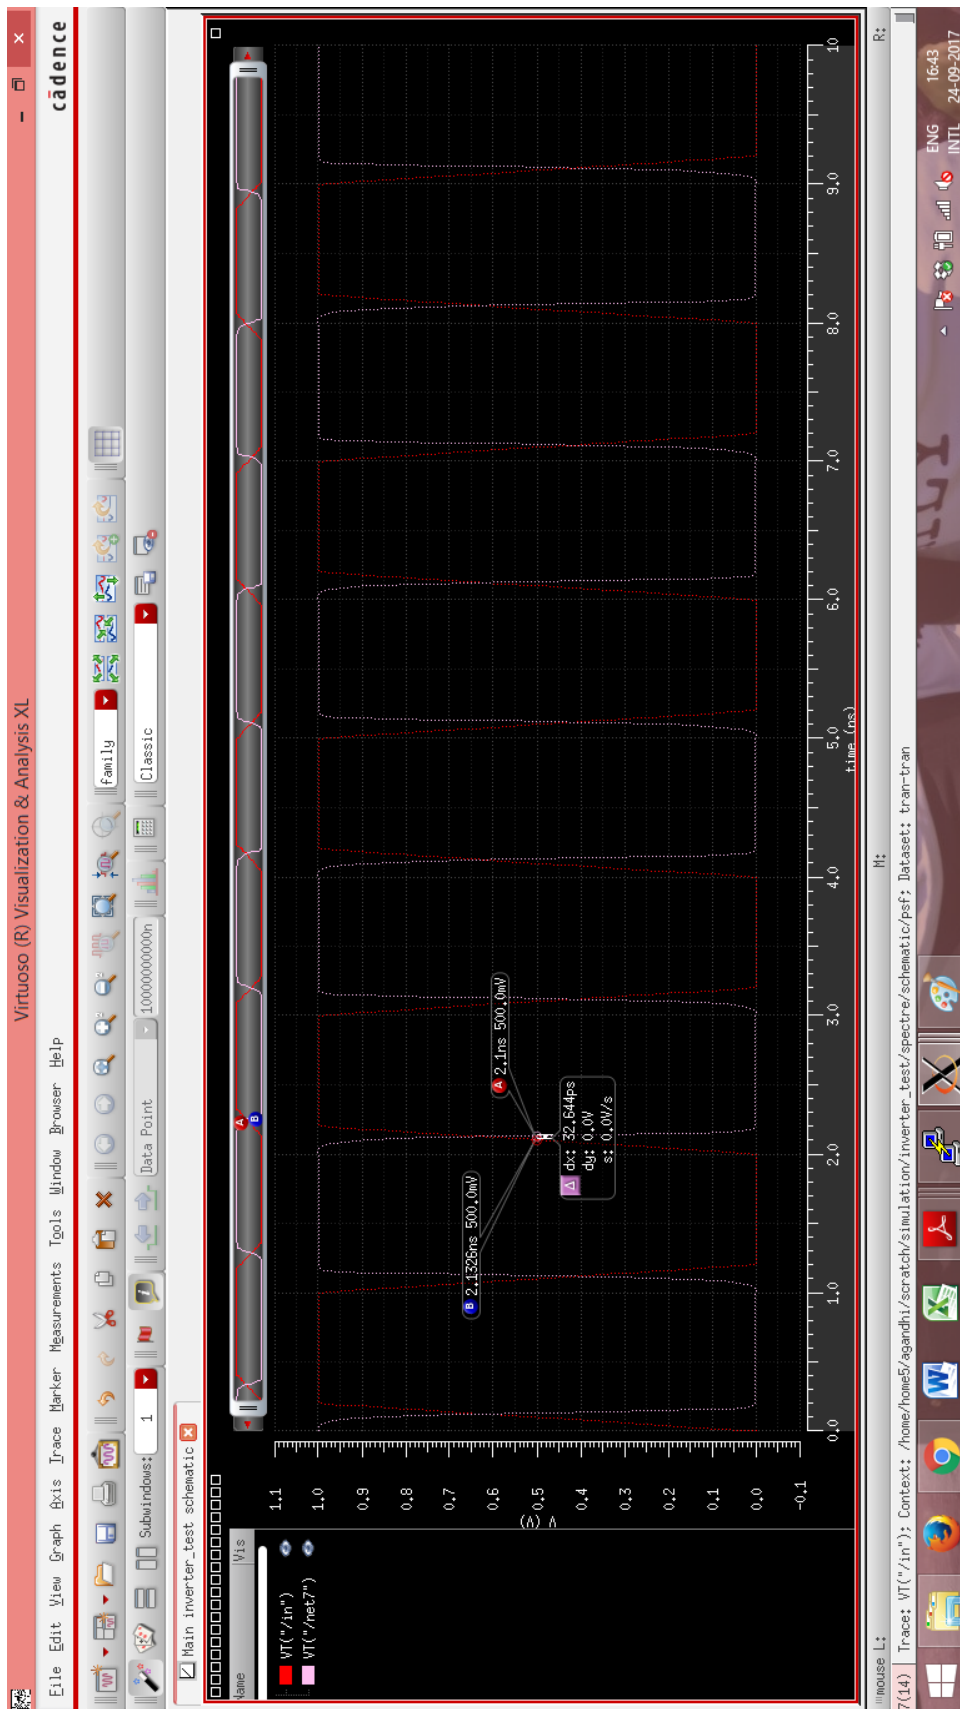 Virtuoso (R) Visualization & Analysis XL
File Edit View Graph Axis Trace Marker Measurements Tools Window Browser Help
cādence
family
Subwindows: 1
Data Point
10000000000n
Classic
Main inverter_test schematic
Name
Vis
VT("/in")
VT("/net7")
V (V)
1.1
1.0
0.9
0.8
0.7
0.6
0.5
0.4
0.3
0.2
0.1
0.0
-0.1
A
B
B 2.1326ns 500.0mV
A 2.1ns 500.0mV
Δ dx: 32.644ps
dy: 0.0V
s: 0.0V/s
0.0 1.0 2.0 3.0 4.0 5.0 6.0 7.0 8.0 9.0 10
time (ns)
mouse L:
M:
R:
7(14) Trace: VT("/in"); Context: /home/home5/agandhi/scratch/simulation/inverter_test/spectre/schematic/psf; Dataset: tran-tran
ENG
INTL
16:43
24-09-2017